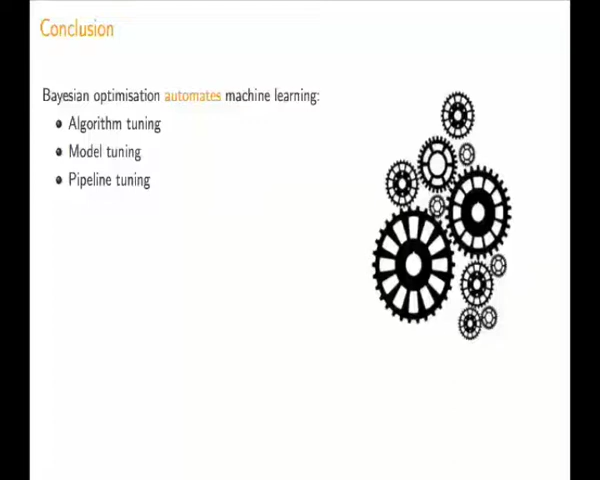 Conclusion
Bayesian optimisation automates machine learning:
• Algorithm tuning
• Model tuning
• Pipeline tuning